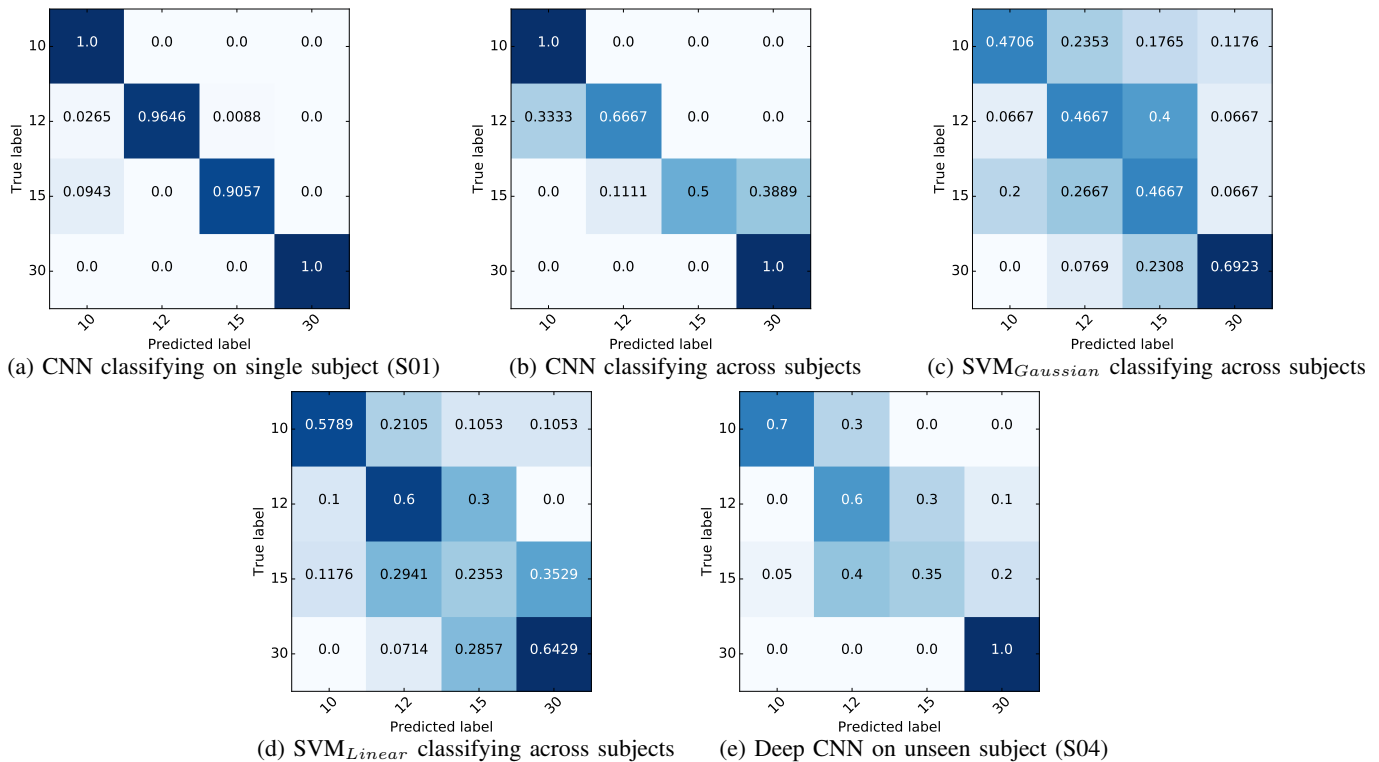 10 1.0 0.0 0.0 0.0
12 0.0265 0.9646 0.0088 0.0
15 0.0943 0.0 0.9057 0.0
30 0.0 0.0 0.0 1.0
True label
10 12 15 30
Predicted label
(a) CNN classifying on single subject (S01)
10 1.0 0.0 0.0 0.0
12 0.3333 0.6667 0.0 0.0
15 0.0 0.1111 0.5 0.3889
30 0.0 0.0 0.0 1.0
True label
10 12 15 30
Predicted label
(b) CNN classifying across subjects
10 0.4706 0.2353 0.1765 0.1176
12 0.0667 0.4667 0.4 0.0667
15 0.2 0.2667 0.4667 0.0667
30 0.0 0.0769 0.2308 0.6923
True label
10 12 15 30
Predicted label
(c) SVMGaussian classifying across subjects
10 0.5789 0.2105 0.1053 0.1053
12 0.1 0.6 0.3 0.0
15 0.1176 0.2941 0.2353 0.3529
30 0.0 0.0714 0.2857 0.6429
True label
10 12 15 30
Predicted label
(d) SVMLinear classifying across subjects
10 0.7 0.3 0.0 0.0
12 0.0 0.6 0.3 0.1
15 0.05 0.4 0.35 0.2
30 0.0 0.0 0.0 1.0
True label
10 12 15 30
Predicted label
(e) Deep CNN on unseen subject (S04)